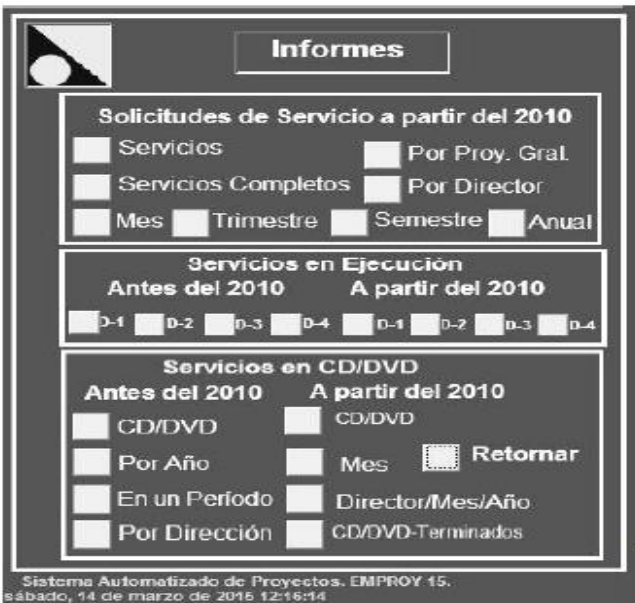 Informes
Solicitudes de Servicio a partir del 2010
Servicios Por Proy. Gral.
Servicios Completos Por Director
Mes Trimestre Semestre Anual
Servicios en Ejecución
Antes del 2010 A partir del 2010
D-1 D-2 D-3 D-4 D-1 D-2 D-3 D-4
Servicios en CD/DVD
Antes del 2010 A partir del 2010
CD/DVD CD/DVD
Por Año Mes Retornar
En un Período Director/Mes/Año
Por Dirección CD/DVD-Terminados
Sistema Automatizado de Proyectos. EMPROY 15.
sábado, 14 de marzo de 2015 12:16:14